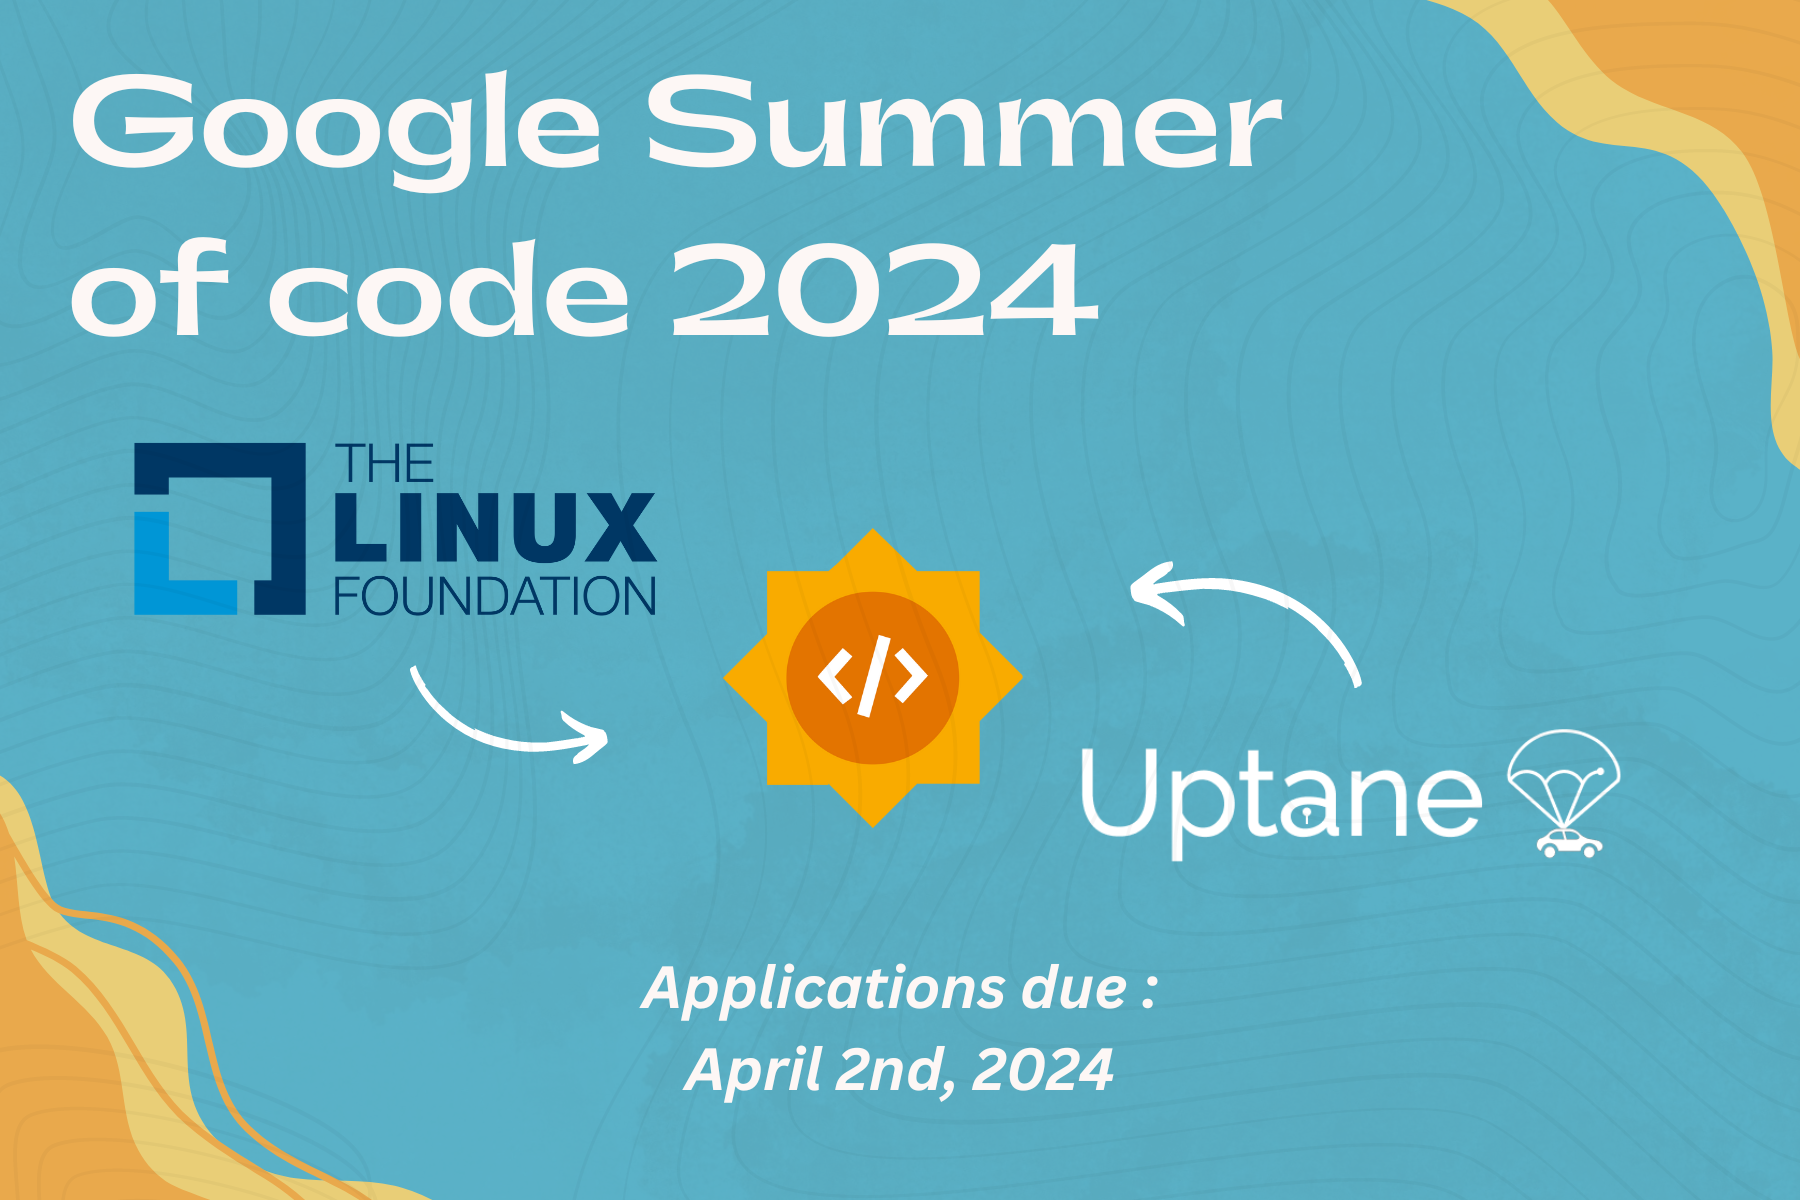 Google Summer
of code 2024
THE
LINUX
FOUNDATION
</>
Uptane
Applications due :
April 2nd, 2024